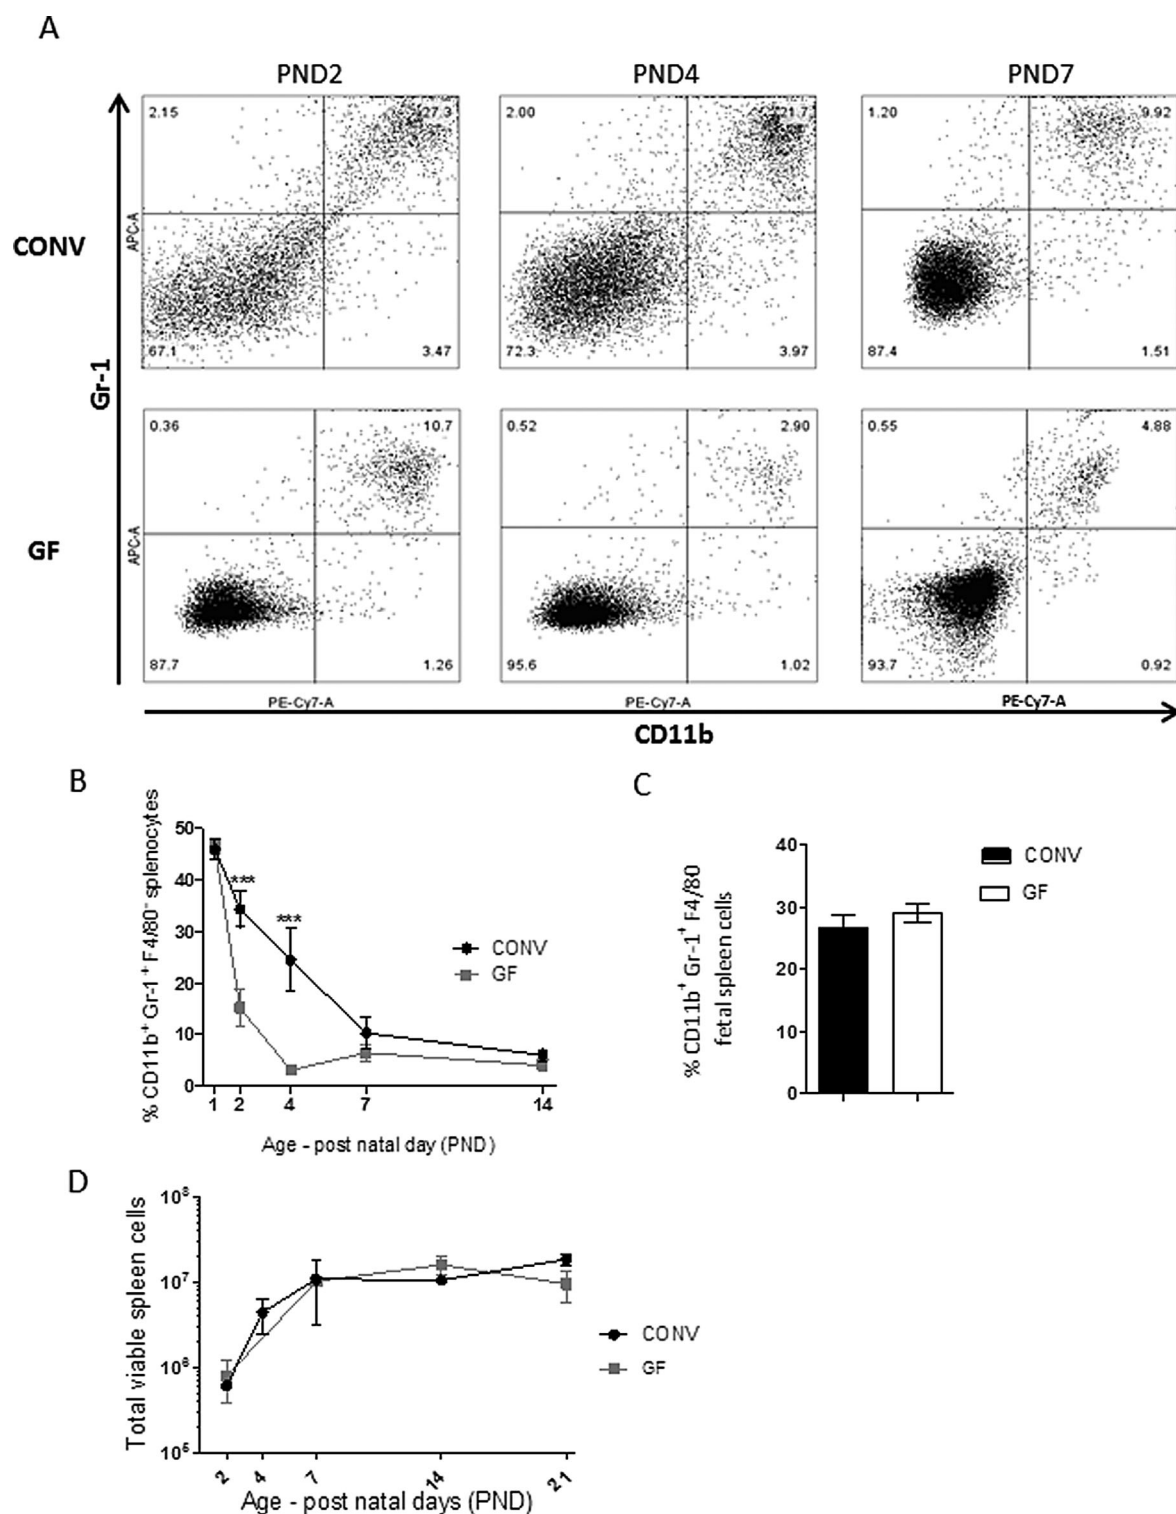 A
PND2 PND4 PND7
2.15 27.3 2.00 21.7 1.20 9.92
APC-A
CONV
67.1 3.47 72.3 3.97 87.4 1.51
Gr-1
0.36 10.7 0.52 2.90 0.55 4.88
APC-A
GF
87.7 1.26 95.6 1.02 93.7 0.92
PE-Cy7-A PE-Cy7-A PE-Cy7-A
CD11b
B
% CD11b⁺ Gr-1⁺ F4/80⁻ splenocytes
50
40
30
20
10
0
*** ***
CONV
GF
1 2 4 7 14
Age - post natal day (PND)
C
% CD11b⁺ Gr-1⁺ F4/80
fetal spleen cells
40
30
20
10
0
CONV
GF
D
Total viable spleen cells
10⁸
10⁷
10⁶
10⁵
CONV
GF
2 4 7 14 21
Age - post natal days (PND)